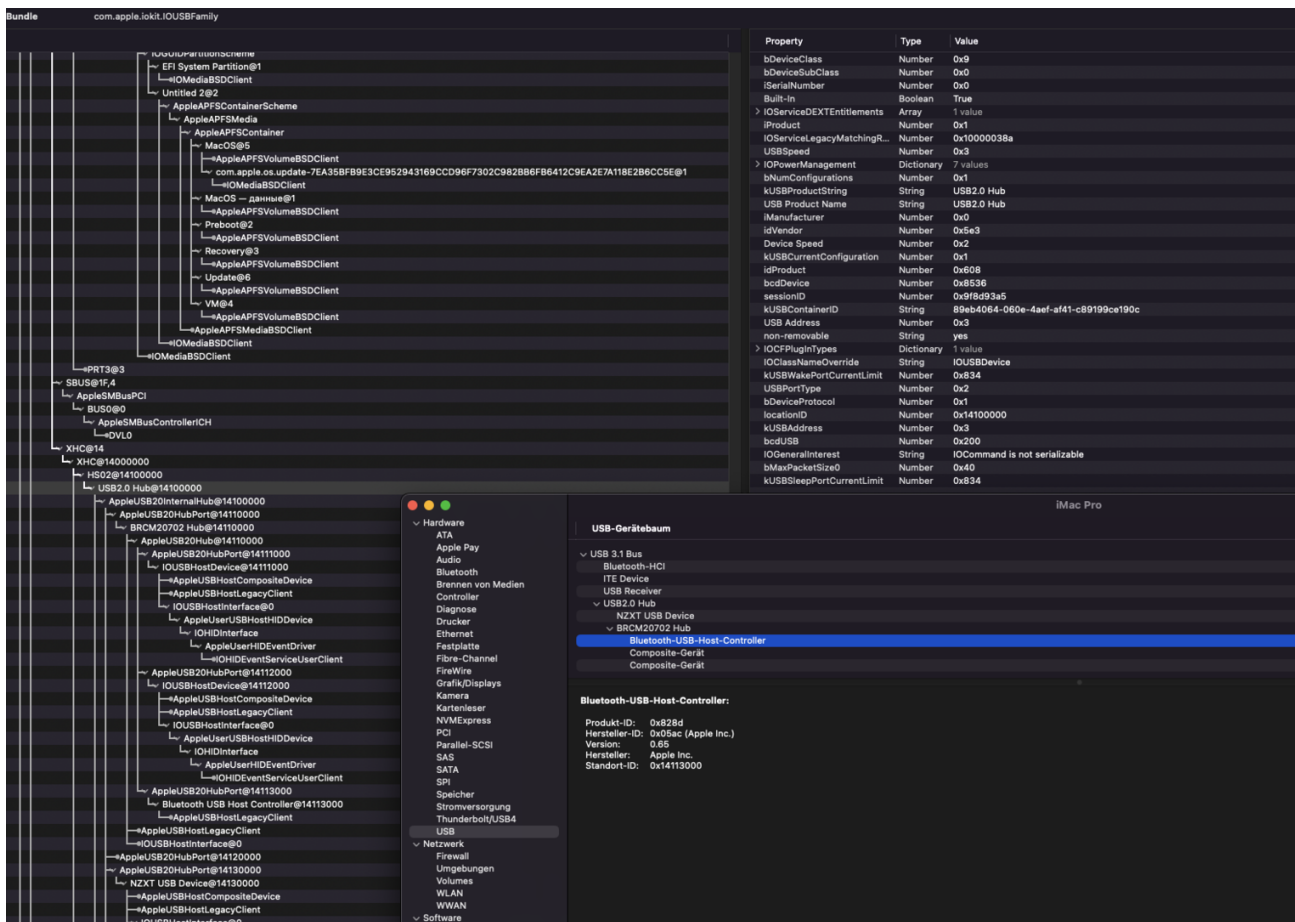 Bundle com.apple.iokit.IOUSBFamily
IOGUIDPartitionScheme
EFI System Partition@1
IOMediaBSDClient
Untitled 2@2
AppleAPFSContainerScheme
AppleAPFSMedia
AppleAPFSContainer
MacOS@5
AppleAPFSVolumeBSDClient
com.apple.os.update-7EA35BFB9E3CE952943169CCD96F7302C982BB6FB6412C9EA2E7A118E2B6CC5E@1
IOMediaBSDClient
MacOS — данные@1
AppleAPFSVolumeBSDClient
Preboot@2
AppleAPFSVolumeBSDClient
Recovery@3
AppleAPFSVolumeBSDClient
Update@6
AppleAPFSVolumeBSDClient
VM@4
AppleAPFSVolumeBSDClient
AppleAPFSMediaBSDClient
IOMediaBSDClient
IOMediaBSDClient
PRT3@3
SBUS@1F,4
AppleSMBusPCI
BUS0@0
AppleSMBusControllerICH
DVL0
XHC@14
XHC@14000000
HS02@14100000
USB2.0 Hub@14100000
AppleUSB20InternalHub@14100000
AppleUSB20HubPort@14110000
BRCM20702 Hub@14110000
AppleUSB20Hub@14110000
AppleUSB20HubPort@14111000
IOUSBHostDevice@14111000
AppleUSBHostCompositeDevice
AppleUSBHostLegacyClient
IOUSBHostInterface@0
AppleUserUSBHostHIDDevice
IOHIDInterface
AppleUserHIDEventDriver
IOHIDEventServiceUserClient
AppleUSB20HubPort@14112000
IOUSBHostDevice@14112000
AppleUSBHostCompositeDevice
AppleUSBHostLegacyClient
IOUSBHostInterface@0
AppleUserUSBHostHIDDevice
IOHIDInterface
AppleUserHIDEventDriver
IOHIDEventServiceUserClient
AppleUSB20HubPort@14113000
Bluetooth USB Host Controller@14113000
AppleUSBHostLegacyClient
AppleUSBHostLegacyClient
IOUSBHostInterface@0
AppleUSB20HubPort@14120000
AppleUSB20HubPort@14130000
NZXT USB Device@14130000
AppleUSBHostCompositeDevice
AppleUSBHostLegacyClient
IOUSBHostInterface@0
Property Type Value
bDeviceClass Number 0x9
bDeviceSubClass Number 0x0
iSerialNumber Number 0x0
Built-In Boolean True
IOServiceDEXTEntitlements Array 1 value
iProduct Number 0x1
IOServiceLegacyMatchingR... Number 0x10000038a
USBSpeed Number 0x3
IOPowerManagement Dictionary 7 values
bNumConfigurations Number 0x1
kUSBProductString String USB2.0 Hub
USB Product Name String USB2.0 Hub
iManufacturer Number 0x0
idVendor Number 0x5e3
Device Speed Number 0x2
kUSBCurrentConfiguration Number 0x1
idProduct Number 0x608
bcdDevice Number 0x8536
sessionID Number 0x9f8d93a5
kUSBContainerID String 89eb4064-060e-4aef-af41-c89199ce190c
USB Address Number 0x3
non-removable String yes
IOCFPlugInTypes Dictionary 1 value
IOClassNameOverride String IOUSBDevice
kUSBWakePortCurrentLimit Number 0x834
USBPortType Number 0x2
bDeviceProtocol Number 0x1
locationID Number 0x14100000
kUSBAddress Number 0x3
bcdUSB Number 0x200
IOGeneralInterest String IOCommand is not serializable
bMaxPacketSize0 Number 0x40
kUSBSleepPortCurrentLimit Number 0x834
iMac Pro
Hardware
ATA
Apple Pay
Audio
Bluetooth
Brennen von Medien
Controller
Diagnose
Drucker
Ethernet
Festplatte
Fibre-Channel
FireWire
Grafik/Displays
Kamera
Kartenleser
NVMExpress
PCI
Parallel-SCSI
SAS
SATA
SPI
Speicher
Stromversorgung
Thunderbolt/USB4
USB
Netzwerk
Firewall
Umgebungen
Volumes
WLAN
WWAN
Software
USB-Gerätebaum
USB 3.1 Bus
Bluetooth-HCI
ITE Device
USB Receiver
USB2.0 Hub
NZXT USB Device
BRCM20702 Hub
Bluetooth-USB-Host-Controller
Composite-Gerät
Composite-Gerät
Bluetooth-USB-Host-Controller:
Produkt-ID: 0x828d
Hersteller-ID: 0x05ac (Apple Inc.)
Version: 0.65
Hersteller: Apple Inc.
Standort-ID: 0x14113000